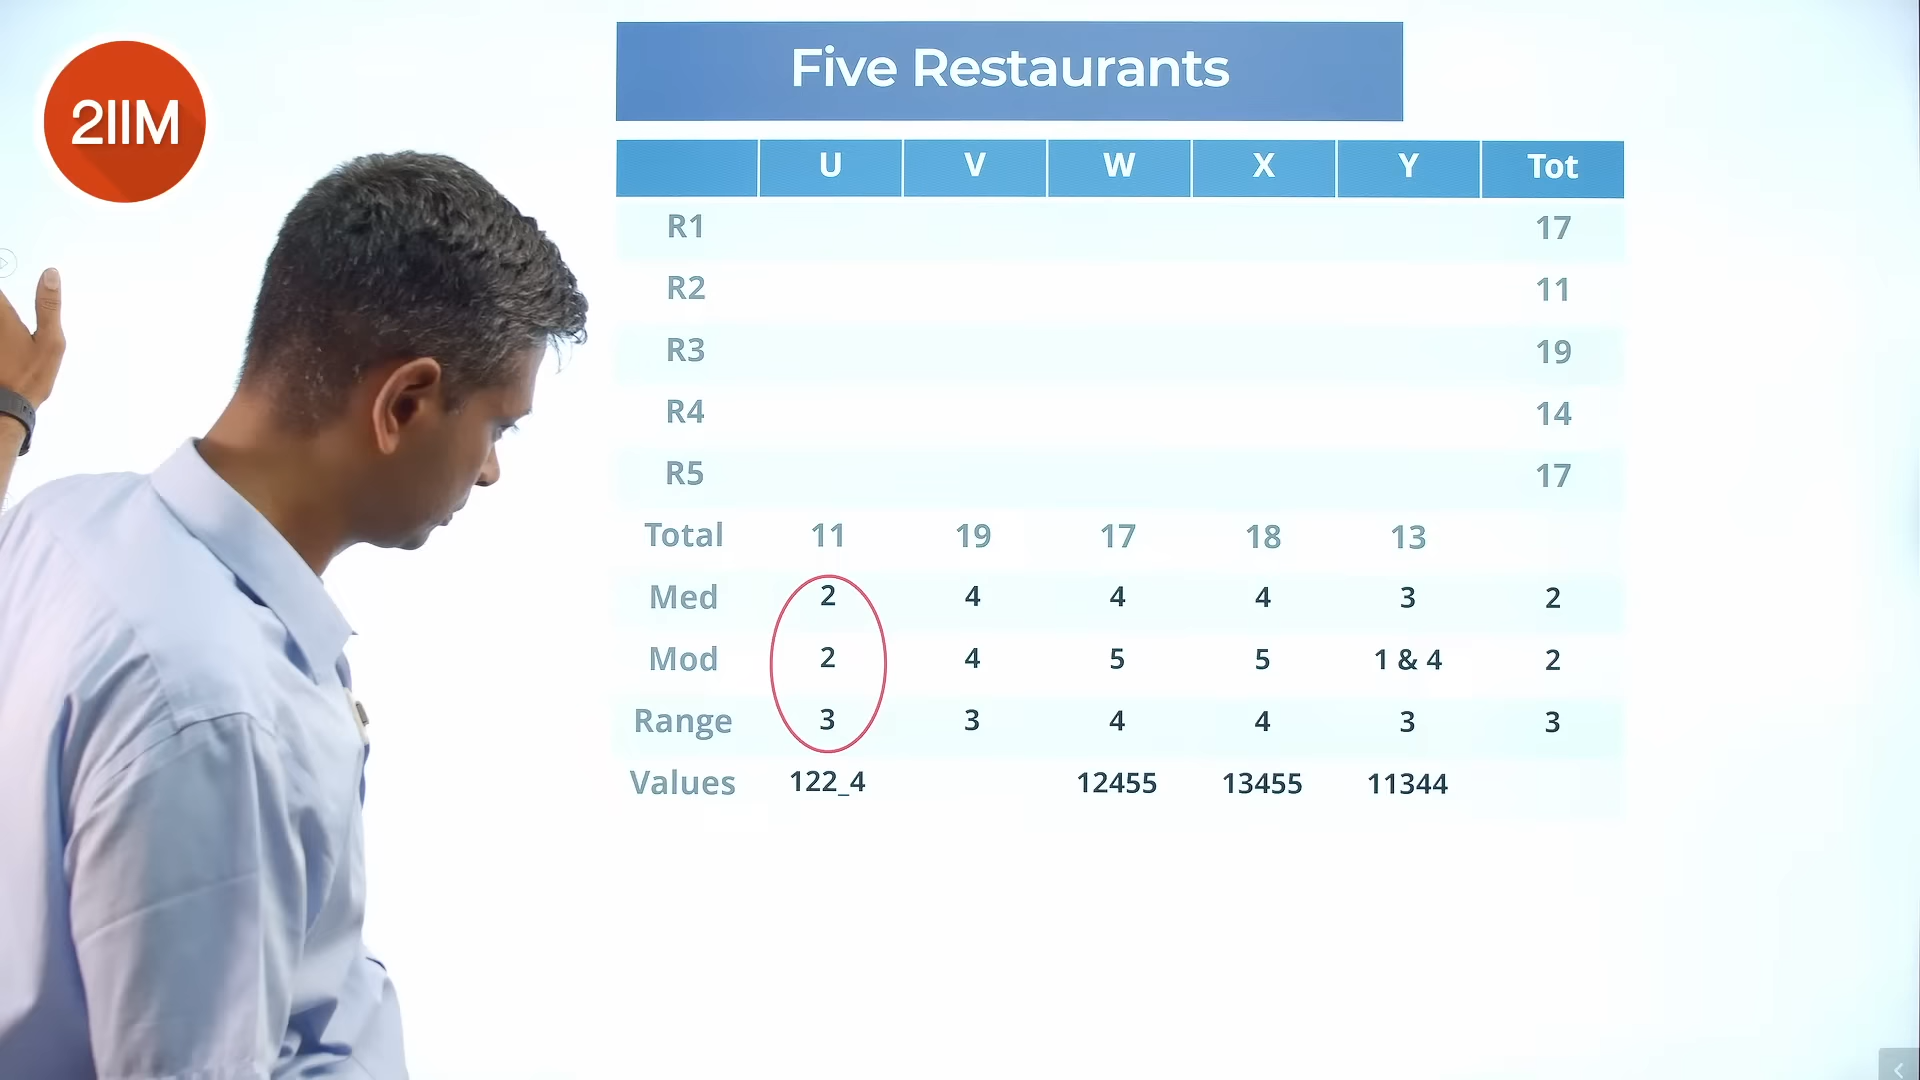 2IIM
Five Restaurants
U V W X Y Tot
R1 17
R2 11
R3 19
R4 14
R5 17
Total 11 19 17 18 13
Med 2 4 4 4 3 2
Mod 2 4 5 5 1 & 4 2
Range 3 3 4 4 3 3
Values 122_4 12455 13455 11344